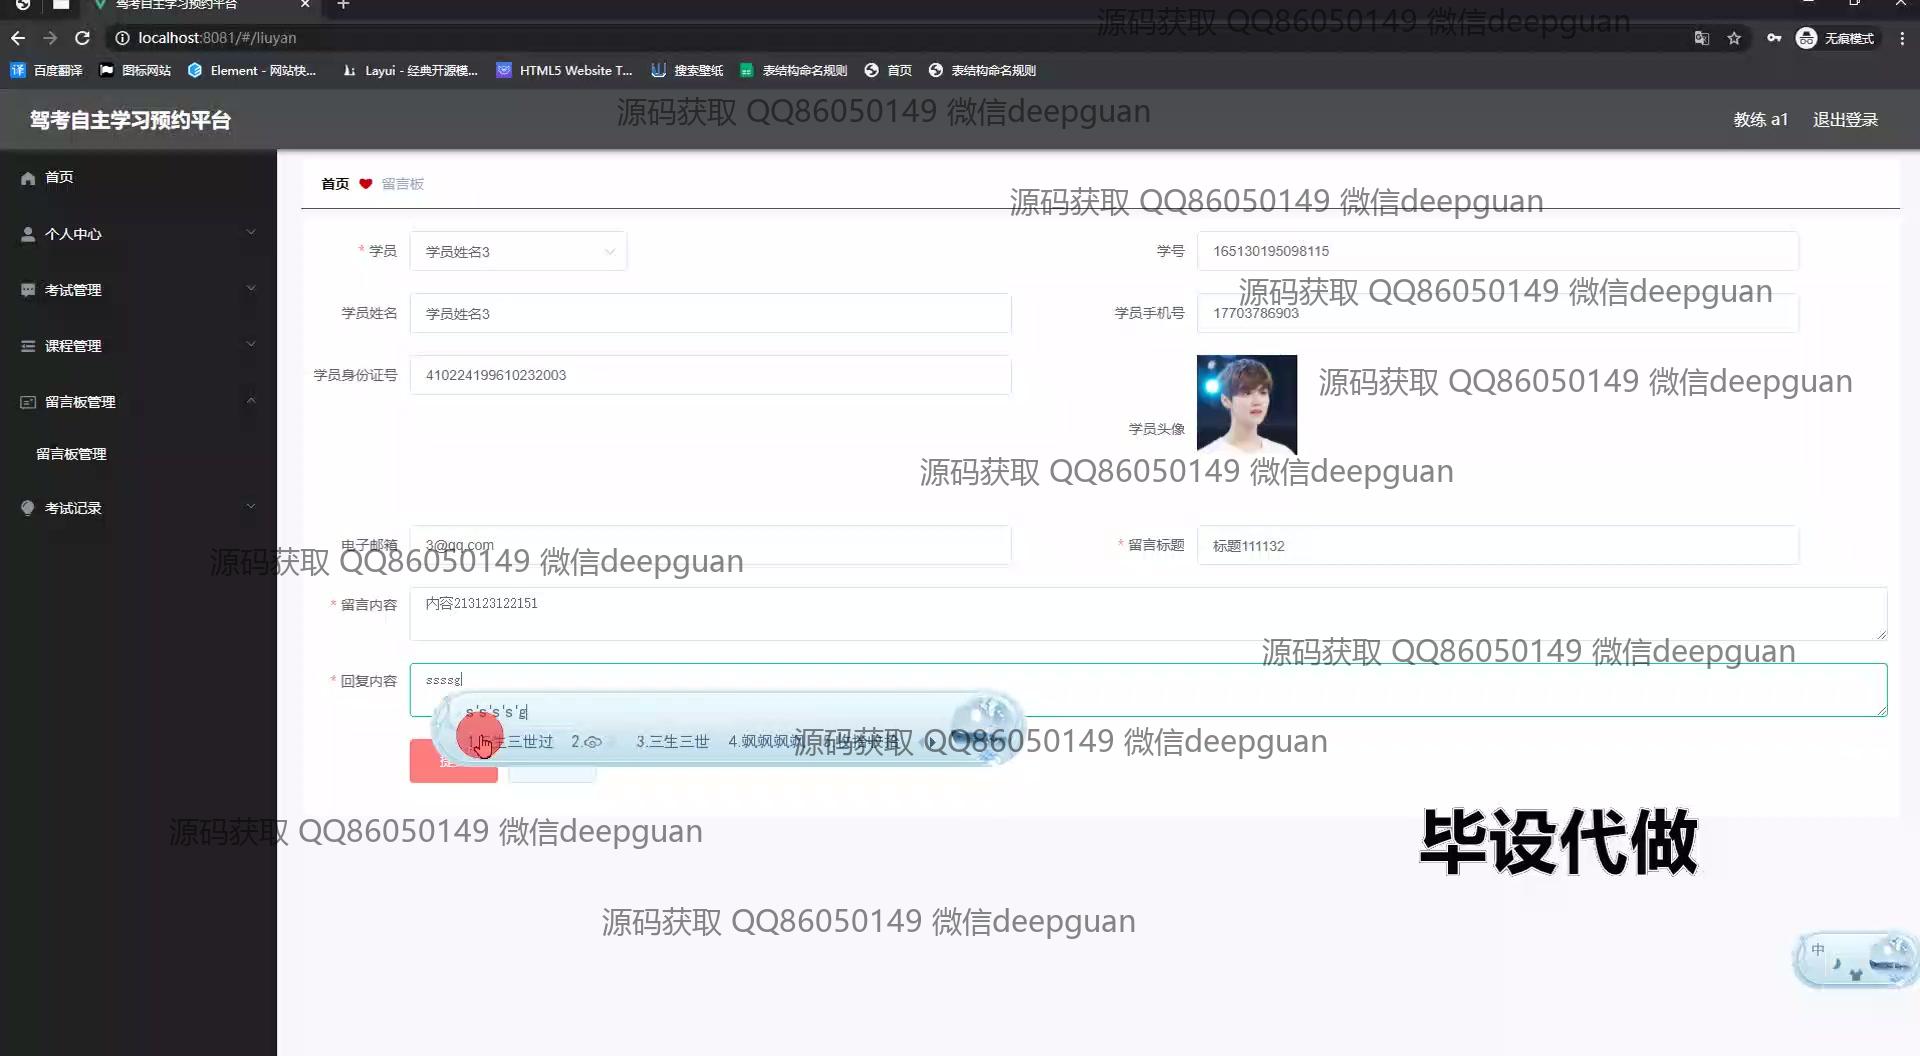 驾考自主学习预约平台
源码获取 QQ86050149 微信deepguan
localhost:8081/#/liuyan
无痕模式
百度翻译 图标网站 Element - 网站快... Layui - 经典开源模... HTML5 Website T... 搜索壁纸 表结构命名规则 首页 表结构命名规则
驾考自主学习预约平台
源码获取 QQ86050149 微信deepguan
教练 a1 退出登录
首页
个人中心
考试管理
课程管理
留言板管理
留言板管理
考试记录
首页 留言板
源码获取 QQ86050149 微信deepguan
* 学员 学员姓名3
学号 165130195098115
源码获取 QQ86050149 微信deepguan
学员姓名 学员姓名3
学员手机号 17703786903
学员身份证号 410224199610232003
源码获取 QQ86050149 微信deepguan
学员头像
源码获取 QQ86050149 微信deepguan
电子邮箱 3@qq.com
* 留言标题 标题111132
源码获取 QQ86050149 微信deepguan
* 留言内容 内容213123122151
源码获取 QQ86050149 微信deepguan
* 回复内容 ssssg
s's's's'g
三世过 2. 3.三生三世 4.飒飒飒飒
源码获取 QQ86050149 微信deepguan
源码获取 QQ86050149 微信deepguan
毕设代做
源码获取 QQ86050149 微信deepguan
中